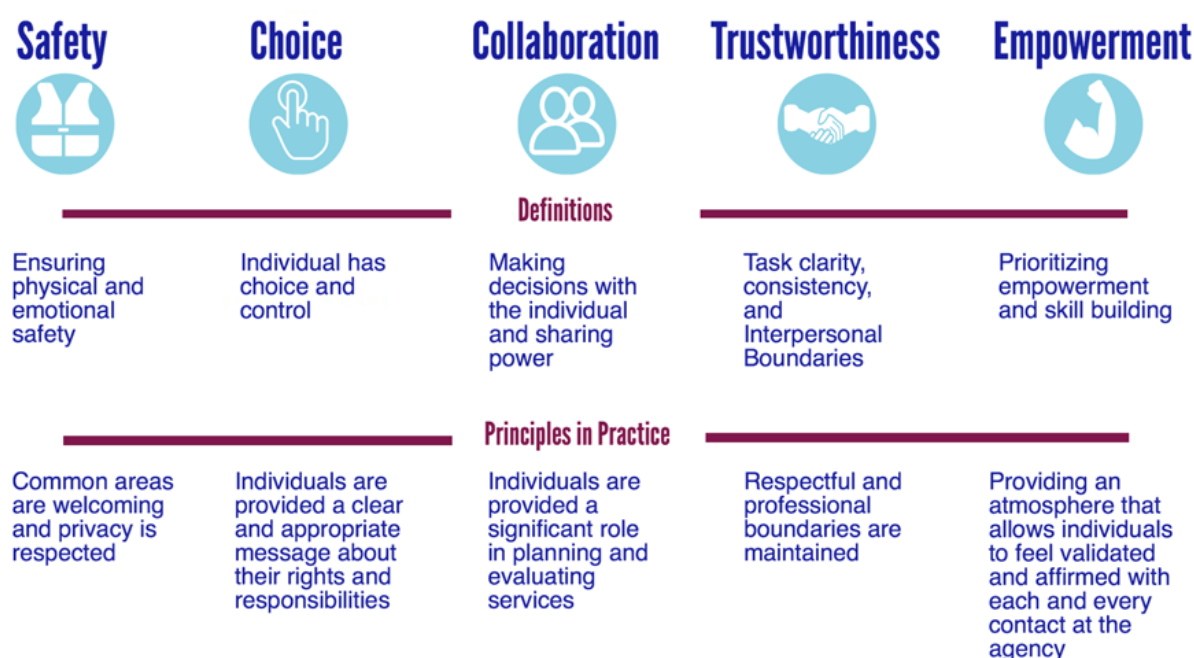 Safety
Choice
Collaboration
Trustworthiness
Empowerment
Definitions
Ensuring
physical and
emotional
safety
Individual has
choice and
control
Making
decisions with
the individual
and sharing
power
Task clarity,
consistency,
and
Interpersonal
Boundaries
Prioritizing
empowerment
and skill building
Principles in Practice
Common areas
are welcoming
and privacy is
respected
Individuals are
provided a clear
and appropriate
message about
their rights and
responsibilities
Individuals are
provided a
significant role
in planning and
evaluating
services
Respectful and
professional
boundaries are
maintained
Providing an
atmosphere that
allows individuals
to feel validated
and affirmed with
each and every
contact at the
agency